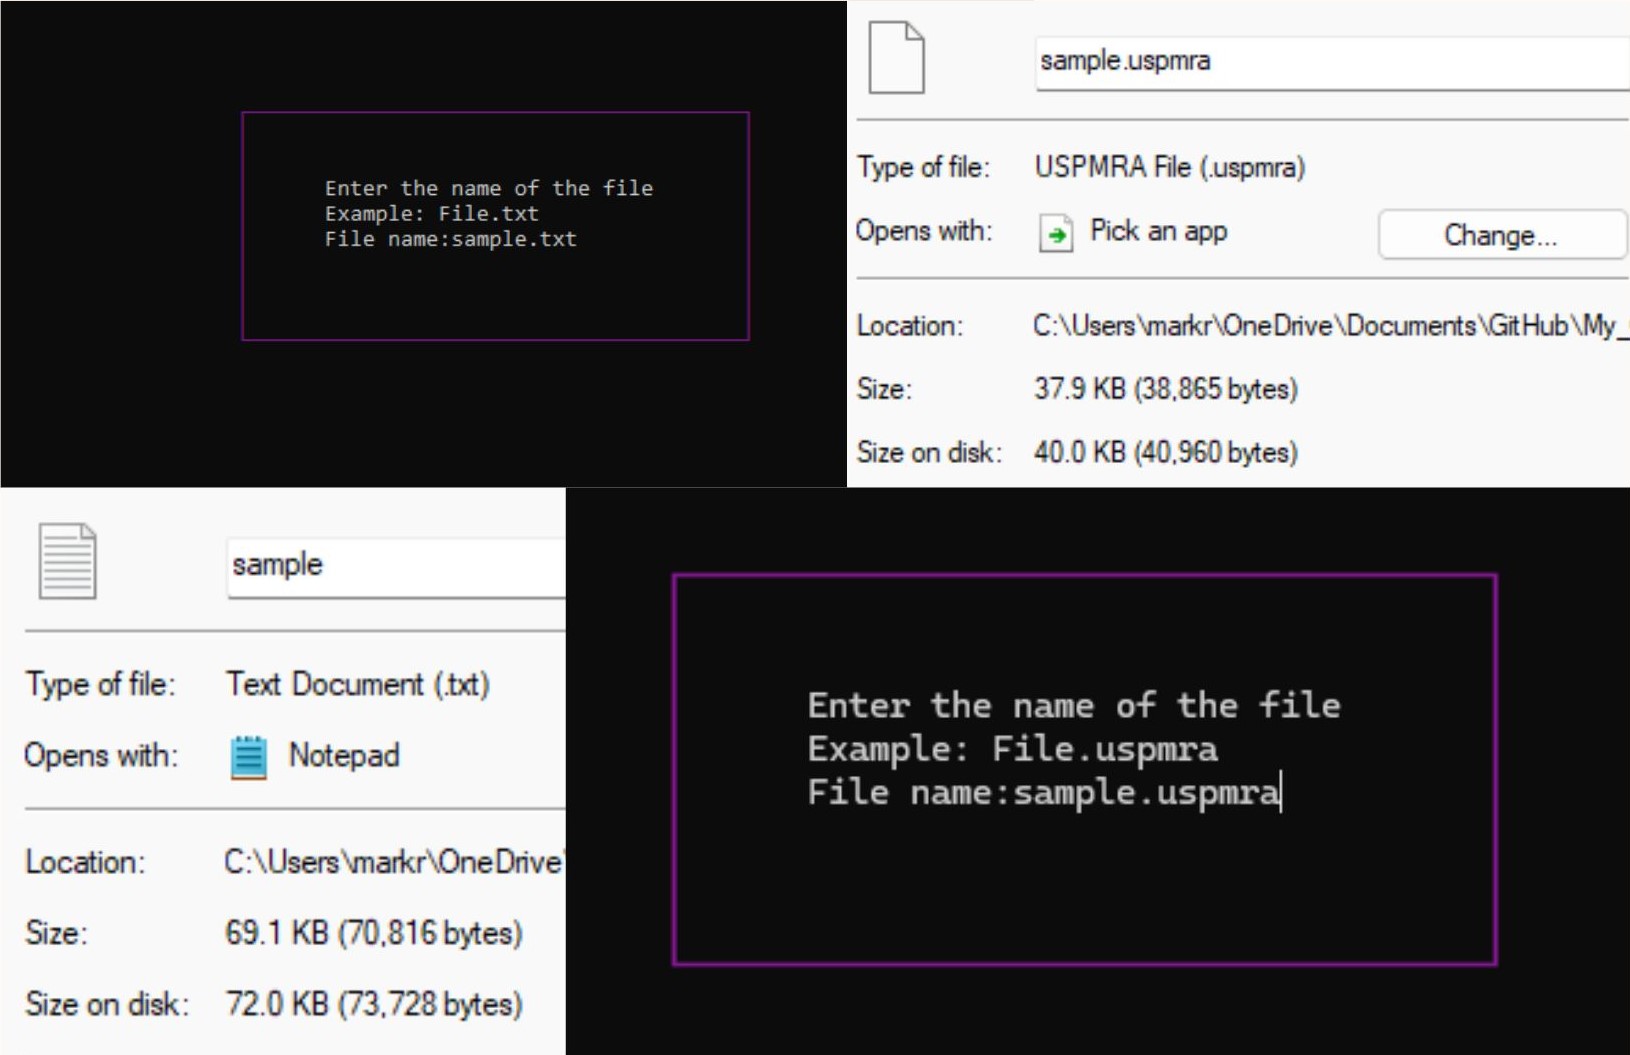 Enter the name of the file
Example: File.txt
File name:sample.txt
sample.uspmra
Type of file: USPMRA File (.uspmra)
Opens with: Pick an app Change...
Location: C:\Users\markr\OneDrive\Documents\GitHub\My_
Size: 37.9 KB (38,865 bytes)
Size on disk: 40.0 KB (40,960 bytes)
sample
Type of file: Text Document (.txt)
Opens with: Notepad
Location: C:\Users\markr\OneDrive
Size: 69.1 KB (70,816 bytes)
Size on disk: 72.0 KB (73,728 bytes)
Enter the name of the file
Example: File.uspmra
File name:sample.uspmra